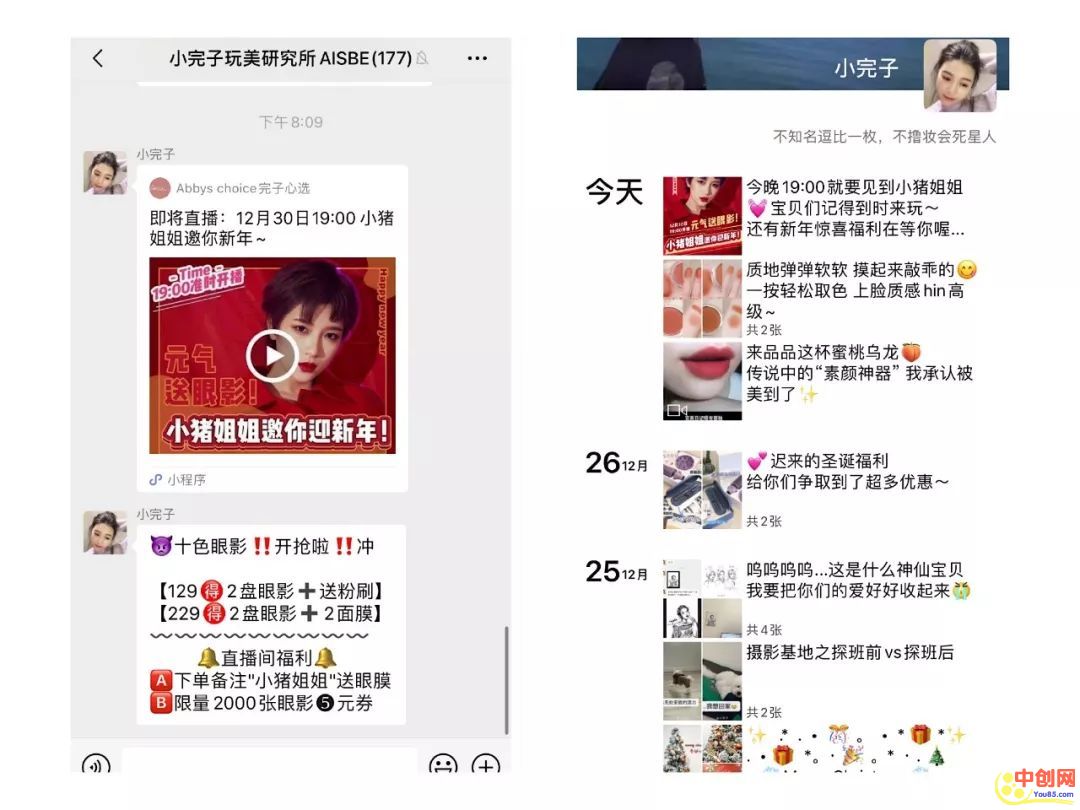 小完子玩美研究所AISBE(177)
下午8:09
小完子
Abbys choice完子心选
即将直播：12月30日19:00 小猪
姐姐邀你新年~
- Time -
19:00准时开播
Happy new year
元气
送眼影！
小猪姐姐邀你迎新年！
小程序
小完子
😈十色眼影‼️开抢啦‼️冲
【129🉐2盘眼影➕送粉刷】
【229🉐2盘眼影➕2面膜】
〰〰〰〰〰〰〰〰〰〰
🔔直播间福利🔔
🅰下单备注"小猪姐姐"送眼膜
🅱限量2000张眼影❺元券
小完子
不知名逗比一枚，不撸妆会死星人
今天
元气送眼影！
小猪姐姐邀你迎新年！
今晚19:00就要见到小猪姐姐
💓宝贝们记得到时来玩～
还有新年惊喜福利在等你喔...
质地弹弹软软 摸起来敲乖的😋
一按轻松取色 上脸质感hin高
级~
共2张
来品品这杯蜜桃乌龙🍑
传说中的“素颜神器” 我承认被
美到了✨
26 12月
💕 迟来的圣诞福利
给你们争取到了超多优惠～
共2张
25 12月
呜呜呜呜...这是什么神仙宝贝
我要把你们的爱好好收起来😭
共4张
摄影基地之探班前vs探班后
共2张
中创网
You85.com